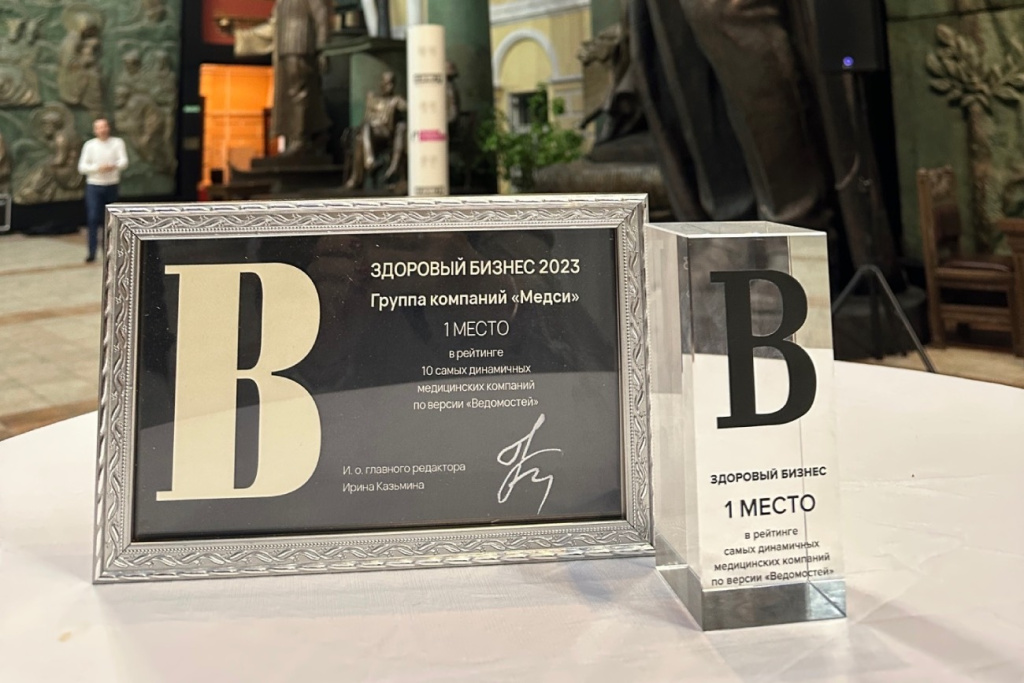 В
ЗДОРОВЫЙ БИЗНЕС 2023
Группа компаний «Медси»
1 МЕСТО
в рейтинге
10 самых динамичных
медицинских компаний
по версии «Ведомостей»
И. о. главного редактора
Ирина Казьмина
В
ЗДОРОВЫЙ БИЗНЕС
1 МЕСТО
в рейтинге
самых динамичных
медицинских компаний
по версии «Ведомостей»